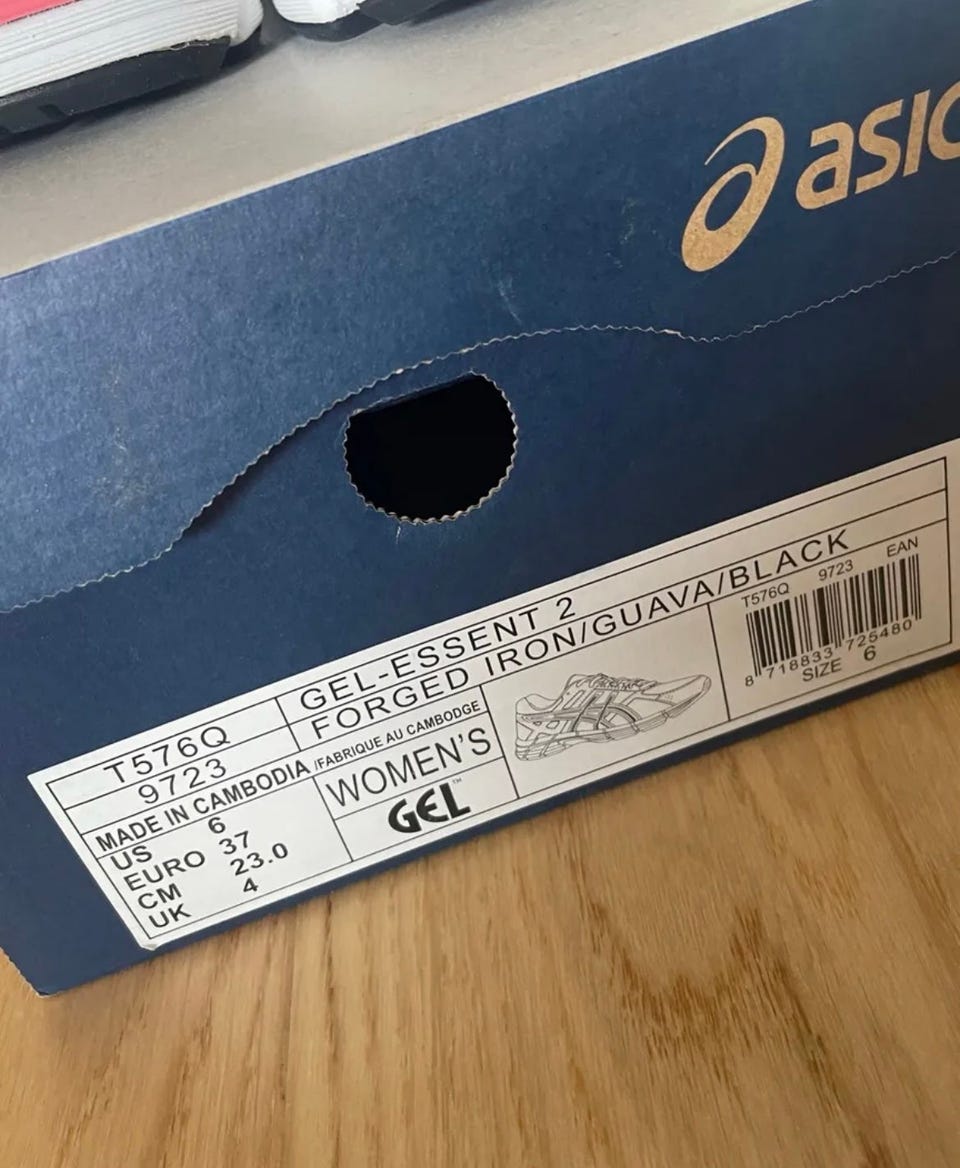 asic
T576Q
GEL-ESSENT 2
9723
FORGED IRON/GUAVA/BLACK
MADE IN CAMBODIA /FABRIQUE AU CAMBODGE
US 6
EURO 37
CM 23.0
UK 4
WOMEN'S
GEL™
T576Q 9723 EAN
8 718833 725480
SIZE 6